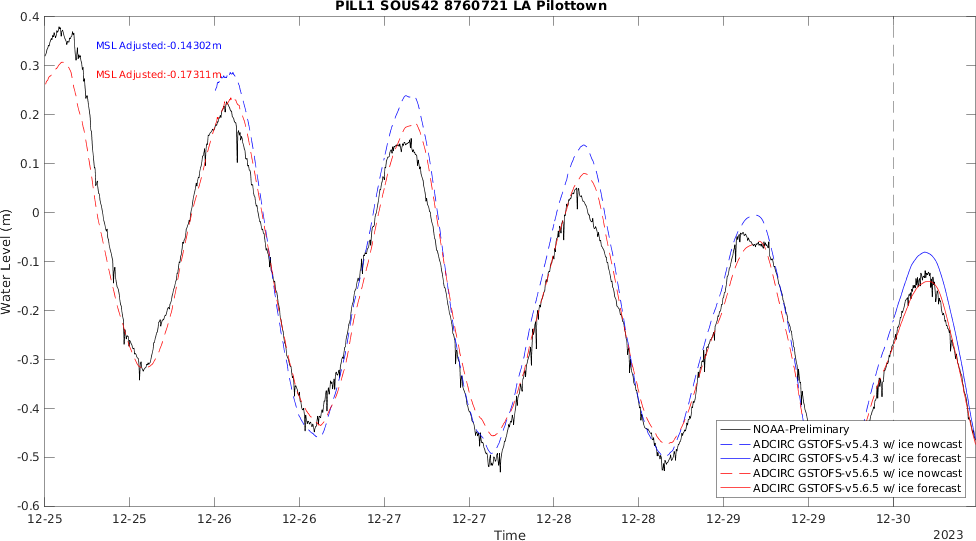 PILL1 SOUS42 8760721 LA Pilottown
0.4
0.3
0.2
0.1
0
-0.1
-0.2
-0.3
-0.4
-0.5
-0.6
Water Level (m)
MSL Adjusted:-0.14302m
MSL Adjusted:-0.17311m
NOAA-Preliminary
ADCIRC GSTOFS-v5.4.3 w/ ice nowcast
ADCIRC GSTOFS-v5.4.3 w/ ice forecast
ADCIRC GSTOFS-v5.6.5 w/ ice nowcast
ADCIRC GSTOFS-v5.6.5 w/ ice forecast
12-25 12-25 12-26 12-26 12-27 12-27 12-28 12-28 12-29 12-29 12-30
Time
2023